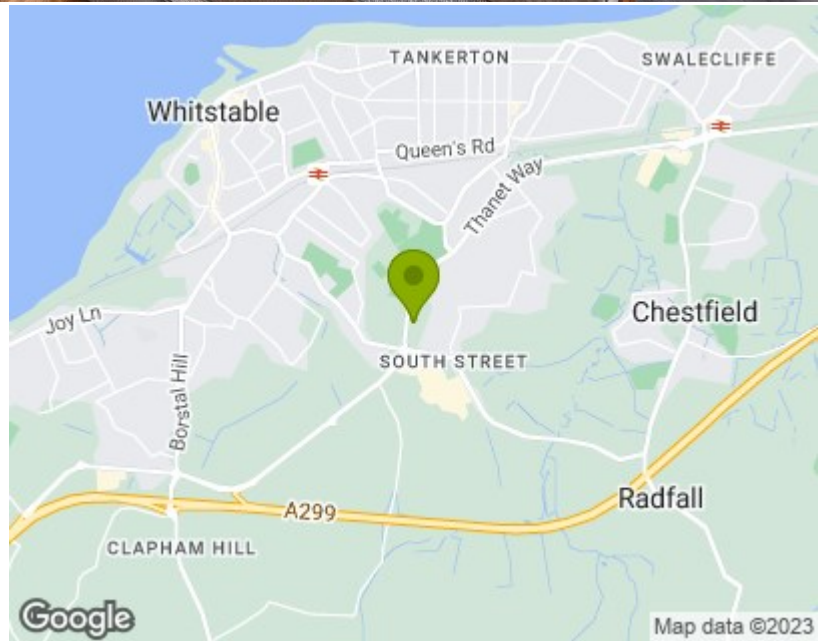 TANKERTON
SWALECLIFFE
Whitstable
Queen's Rd
Thanet Way
Joy Ln
Chestfield
SOUTH STREET
Borstal Hill
Radfall
A299
CLAPHAM HILL
Google
Map data ©2023